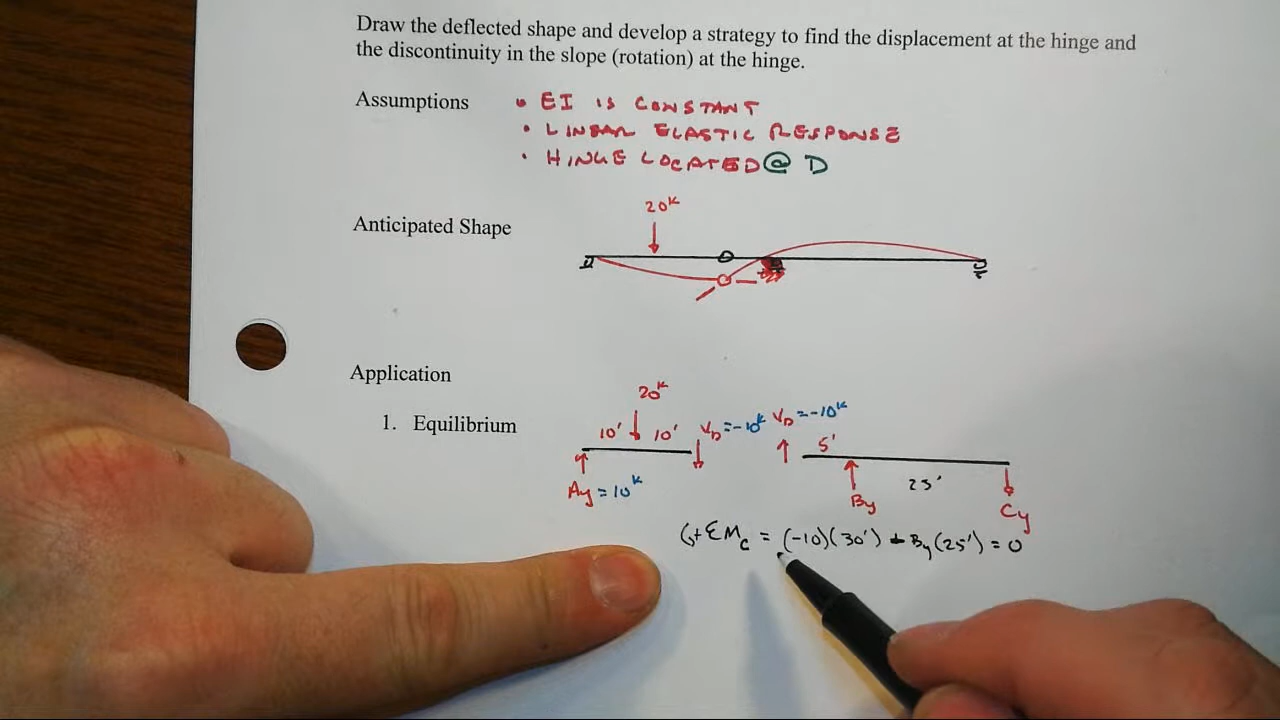 Draw the deflected shape and develop a strategy to find the displacement at the hinge and
the discontinuity in the slope (rotation) at the hinge.
Assumptions
• EI IS CONSTANT
• LINEAR ELASTIC RESPONSE
• HINGE LOCATED @ D
20K
Anticipated Shape
Application
1. Equilibrium
20K
10' 10' VD=-10K VD=-10K
5'
Ay=10K
By
25'
Cy
+ΣMC = (-10)(30') - By(25') = 0